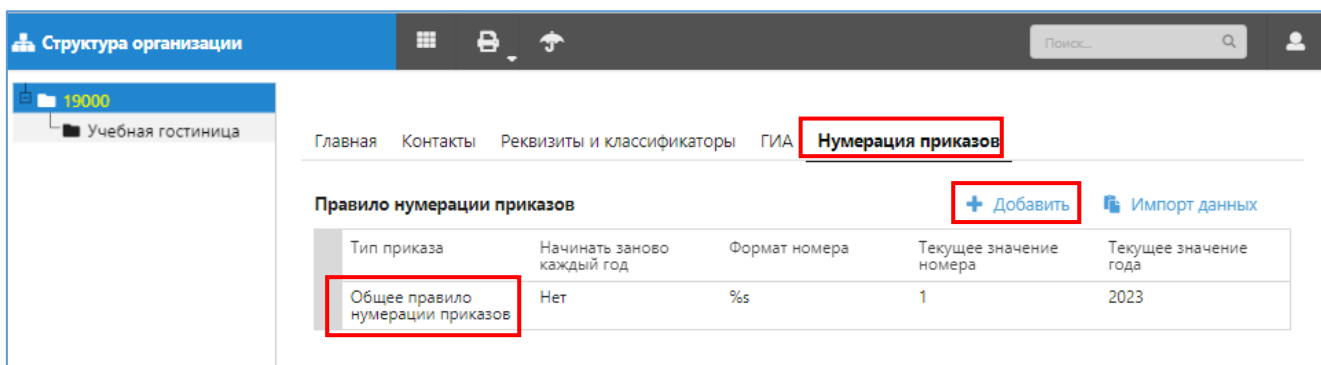 Структура организации
Поиск...
19000
Учебная гостиница
Главная Контакты Реквизиты и классификаторы ГИА Нумерация приказов
Правило нумерации приказов
Добавить Импорт данных
Тип приказа Начинать заново каждый год Формат номера Текущее значение номера Текущее значение года
Общее правило нумерации приказов Нет %s 1 2023